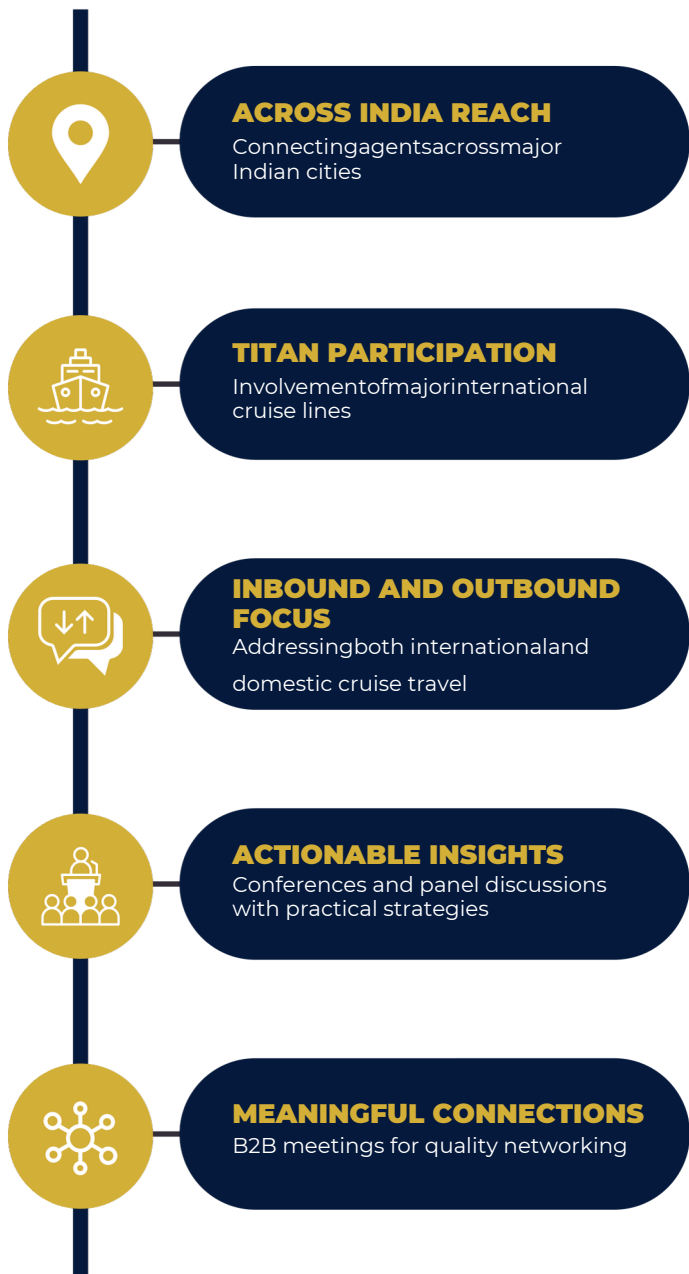 ACROSS INDIA REACH
Connectingagentsacrossmajor
Indian cities
TITAN PARTICIPATION
Involvementofmajorinternational
cruise lines
INBOUND AND OUTBOUND
FOCUS
Addressingboth internationaland
domestic cruise travel
ACTIONABLE INSIGHTS
Conferences and panel discussions
with practical strategies
MEANINGFUL CONNECTIONS
B2B meetings for quality networking